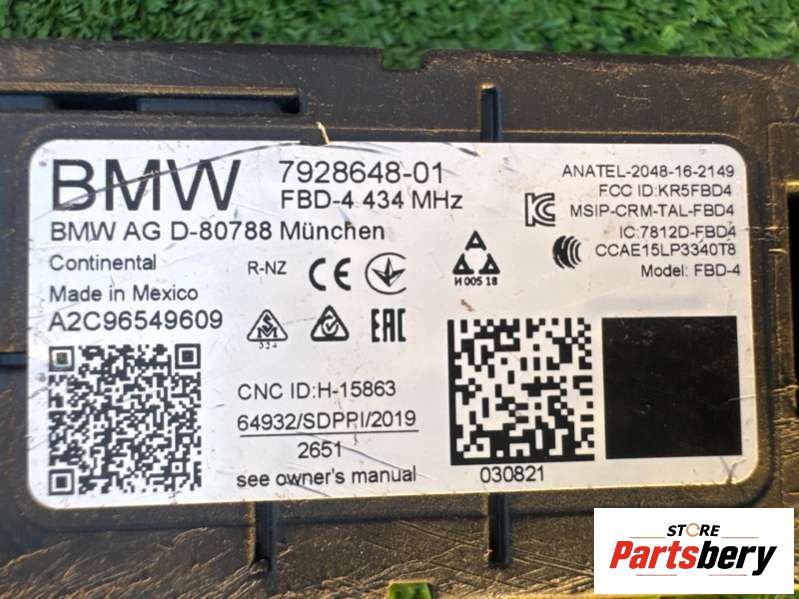 BMW
7928648-01
FBD-4 434 MHz
BMW AG D-80788 München
Continental
Made in Mexico
A2C96549609
R-NZ
CE
024
EAC
ANATEL-2048-16-2149
FCC ID:KR5FBD4
MSIP-CRM-TAL-FBD4
IC:7812D-FBD4
CCAE15LP3340T8
Model: FBD-4
И 005 18
CNC ID:H-15863
64932/SDPPI/2019
2651
see owner's manual
030821
STORE
Partsbery